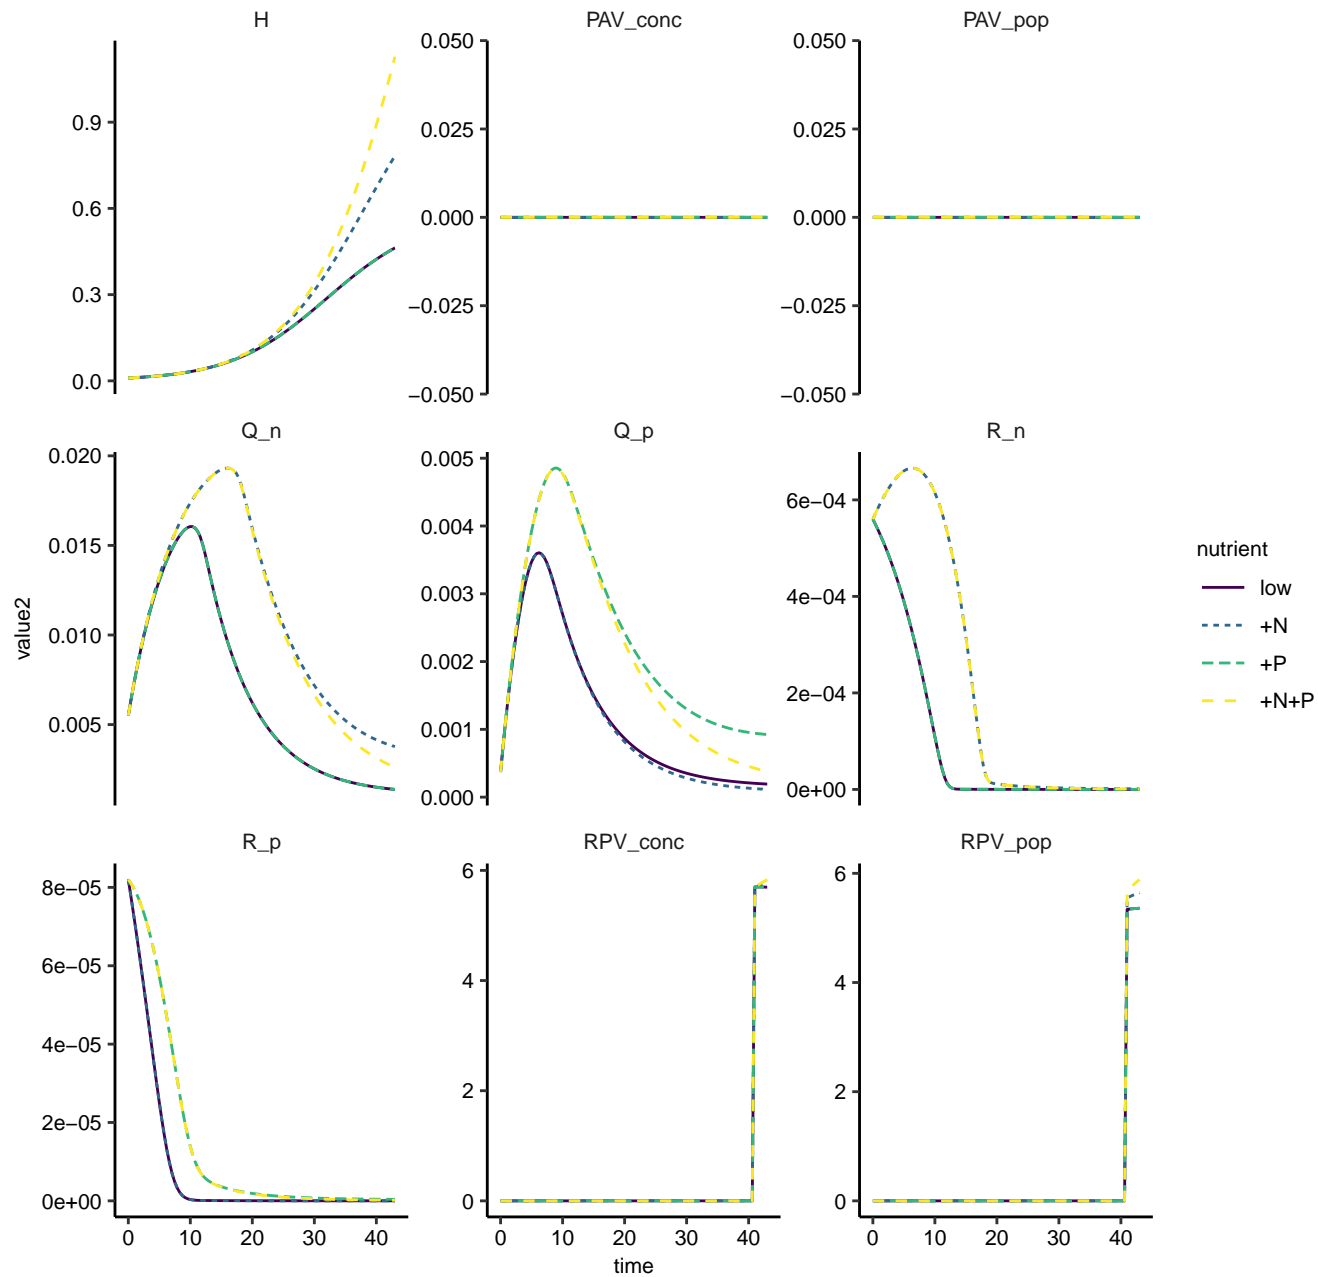 H
PAV_conc
PAV_pop
0.9
0.6
0.3
0.0
0.050
0.025
0.000
−0.025
−0.050
0.050
0.025
0.000
−0.025
−0.050
Q_n
Q_p
R_n
0.020
0.015
0.010
0.005
0.005
0.004
0.003
0.002
0.001
0.000
6e−04
4e−04
2e−04
0e+00
R_p
RPV_conc
RPV_pop
8e−05
6e−05
4e−05
2e−05
0e+00
6
4
2
0
6
4
2
0
0 10 20 30 40
0 10 20 30 40
0 10 20 30 40
time
value2
nutrient
low
+N
+P
+N+P